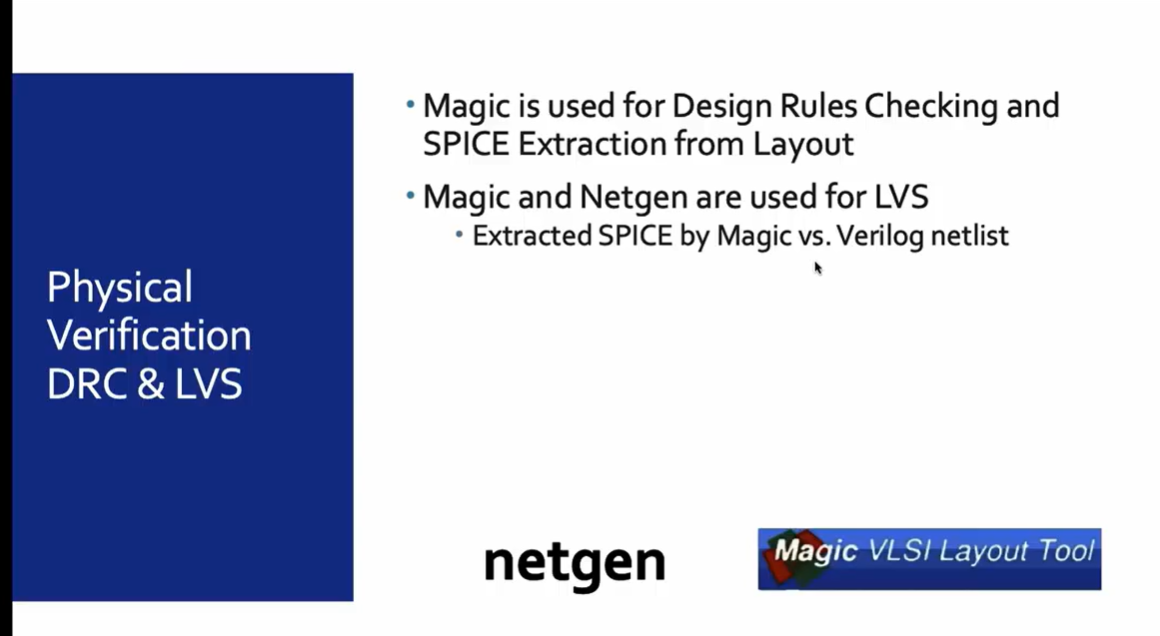 Physical
Verification
DRC & LVS
• Magic is used for Design Rules Checking and
SPICE Extraction from Layout
• Magic and Netgen are used for LVS
• Extracted SPICE by Magic vs. Verilog netlist
netgen
Magic VLSI Layout Tool